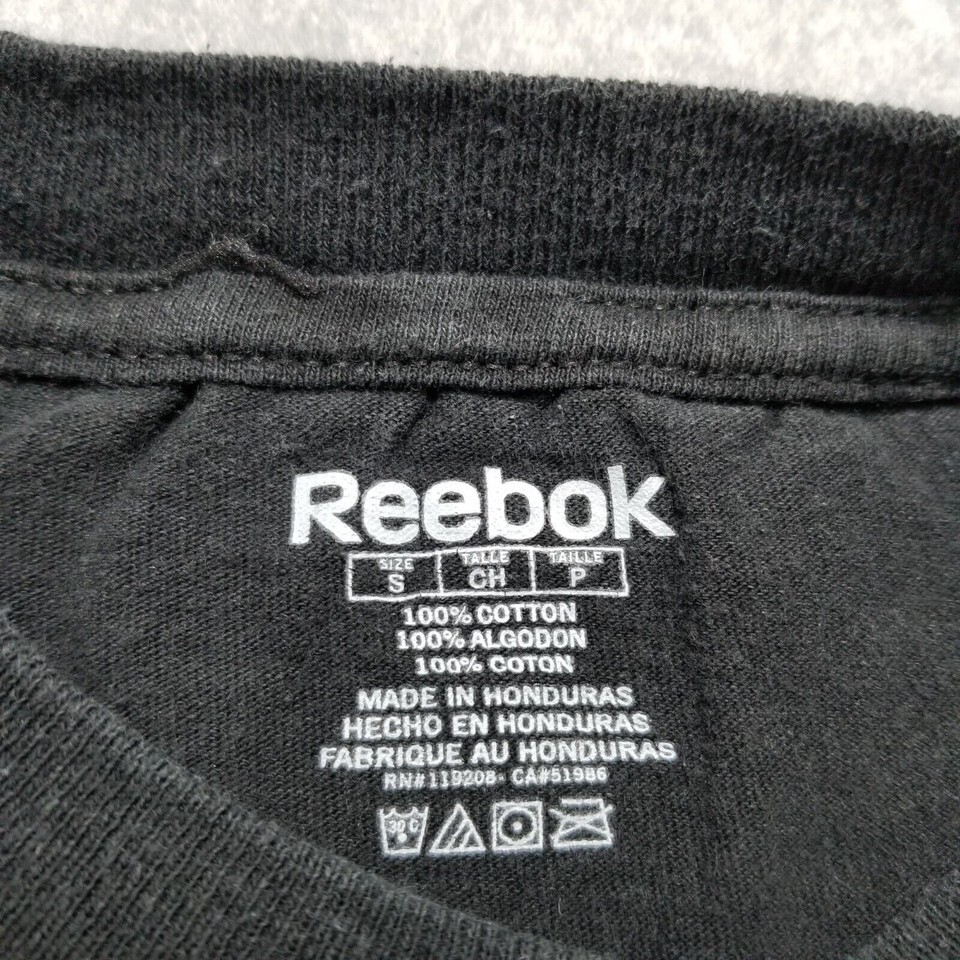 Reebok
SIZE TALLE TAILLE
S CH P
100% COTTON
100% ALGODON
100% COTON
MADE IN HONDURAS
HECHO EN HONDURAS
FABRIQUE AU HONDURAS
RN#119208· CA#51986
30 C